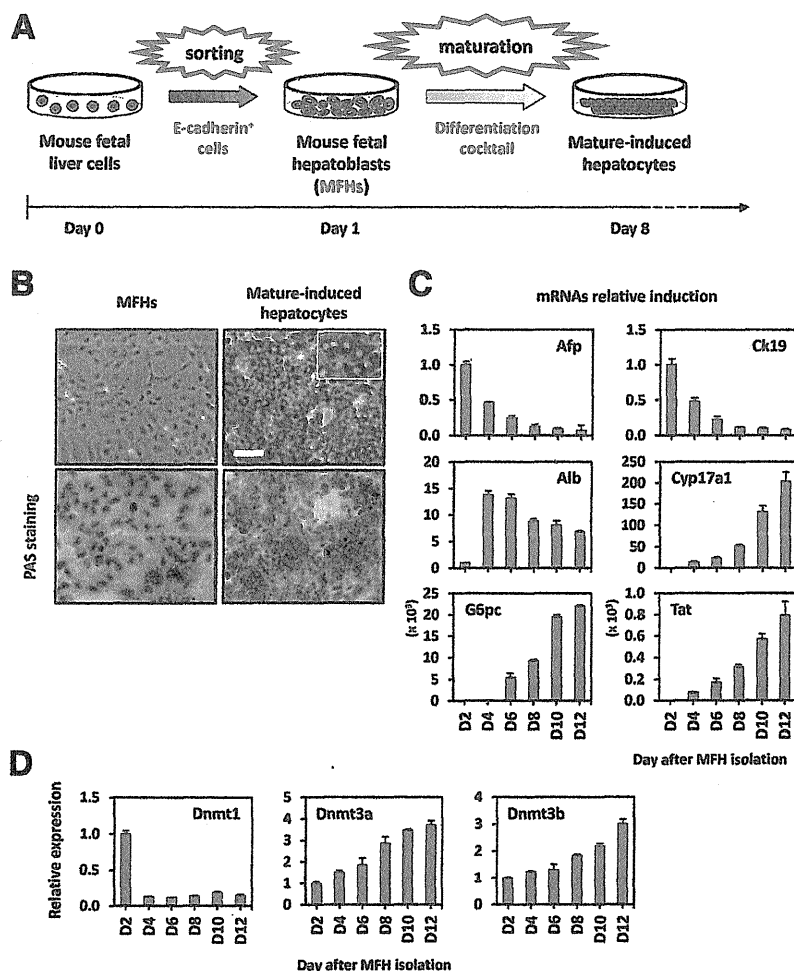 A
sorting
maturation
E-cadherin⁺
cells
Differentiation
cocktail
Mouse fetal
liver cells
Mouse fetal
hepatoblasts
(MFHs)
Mature-induced
hepatocytes
Day 0
Day 1
Day 8
B
MFHs
Mature-induced
hepatocytes
PAS staining
C
mRNAs relative induction
1.5
1.0
0.5
0.0
Afp
1.5
1.0
0.5
0.0
Ck19
20
15
10
5
0
Alb
250
200
150
100
50
0
Cyp17a1
(x 10³)
25
20
15
10
5
0
G6pc
D2
D4
D6
D8
D10
D12
(x 10³)
1.0
0.8
0.6
0.4
0.2
0.0
Tat
D2
D4
D6
D8
D10
D12
Day after MFH isolation
D
Relative expression
1.5
1.0
0.5
0.0
Dnmt1
D2
D4
D6
D8
D10
D12
5
4
3
2
1
0
Dnmt3a
D2
D4
D6
D8
D10
D12
4
3
2
1
0
Dnmt3b
D2
D4
D6
D8
D10
D12
Day after MFH isolation